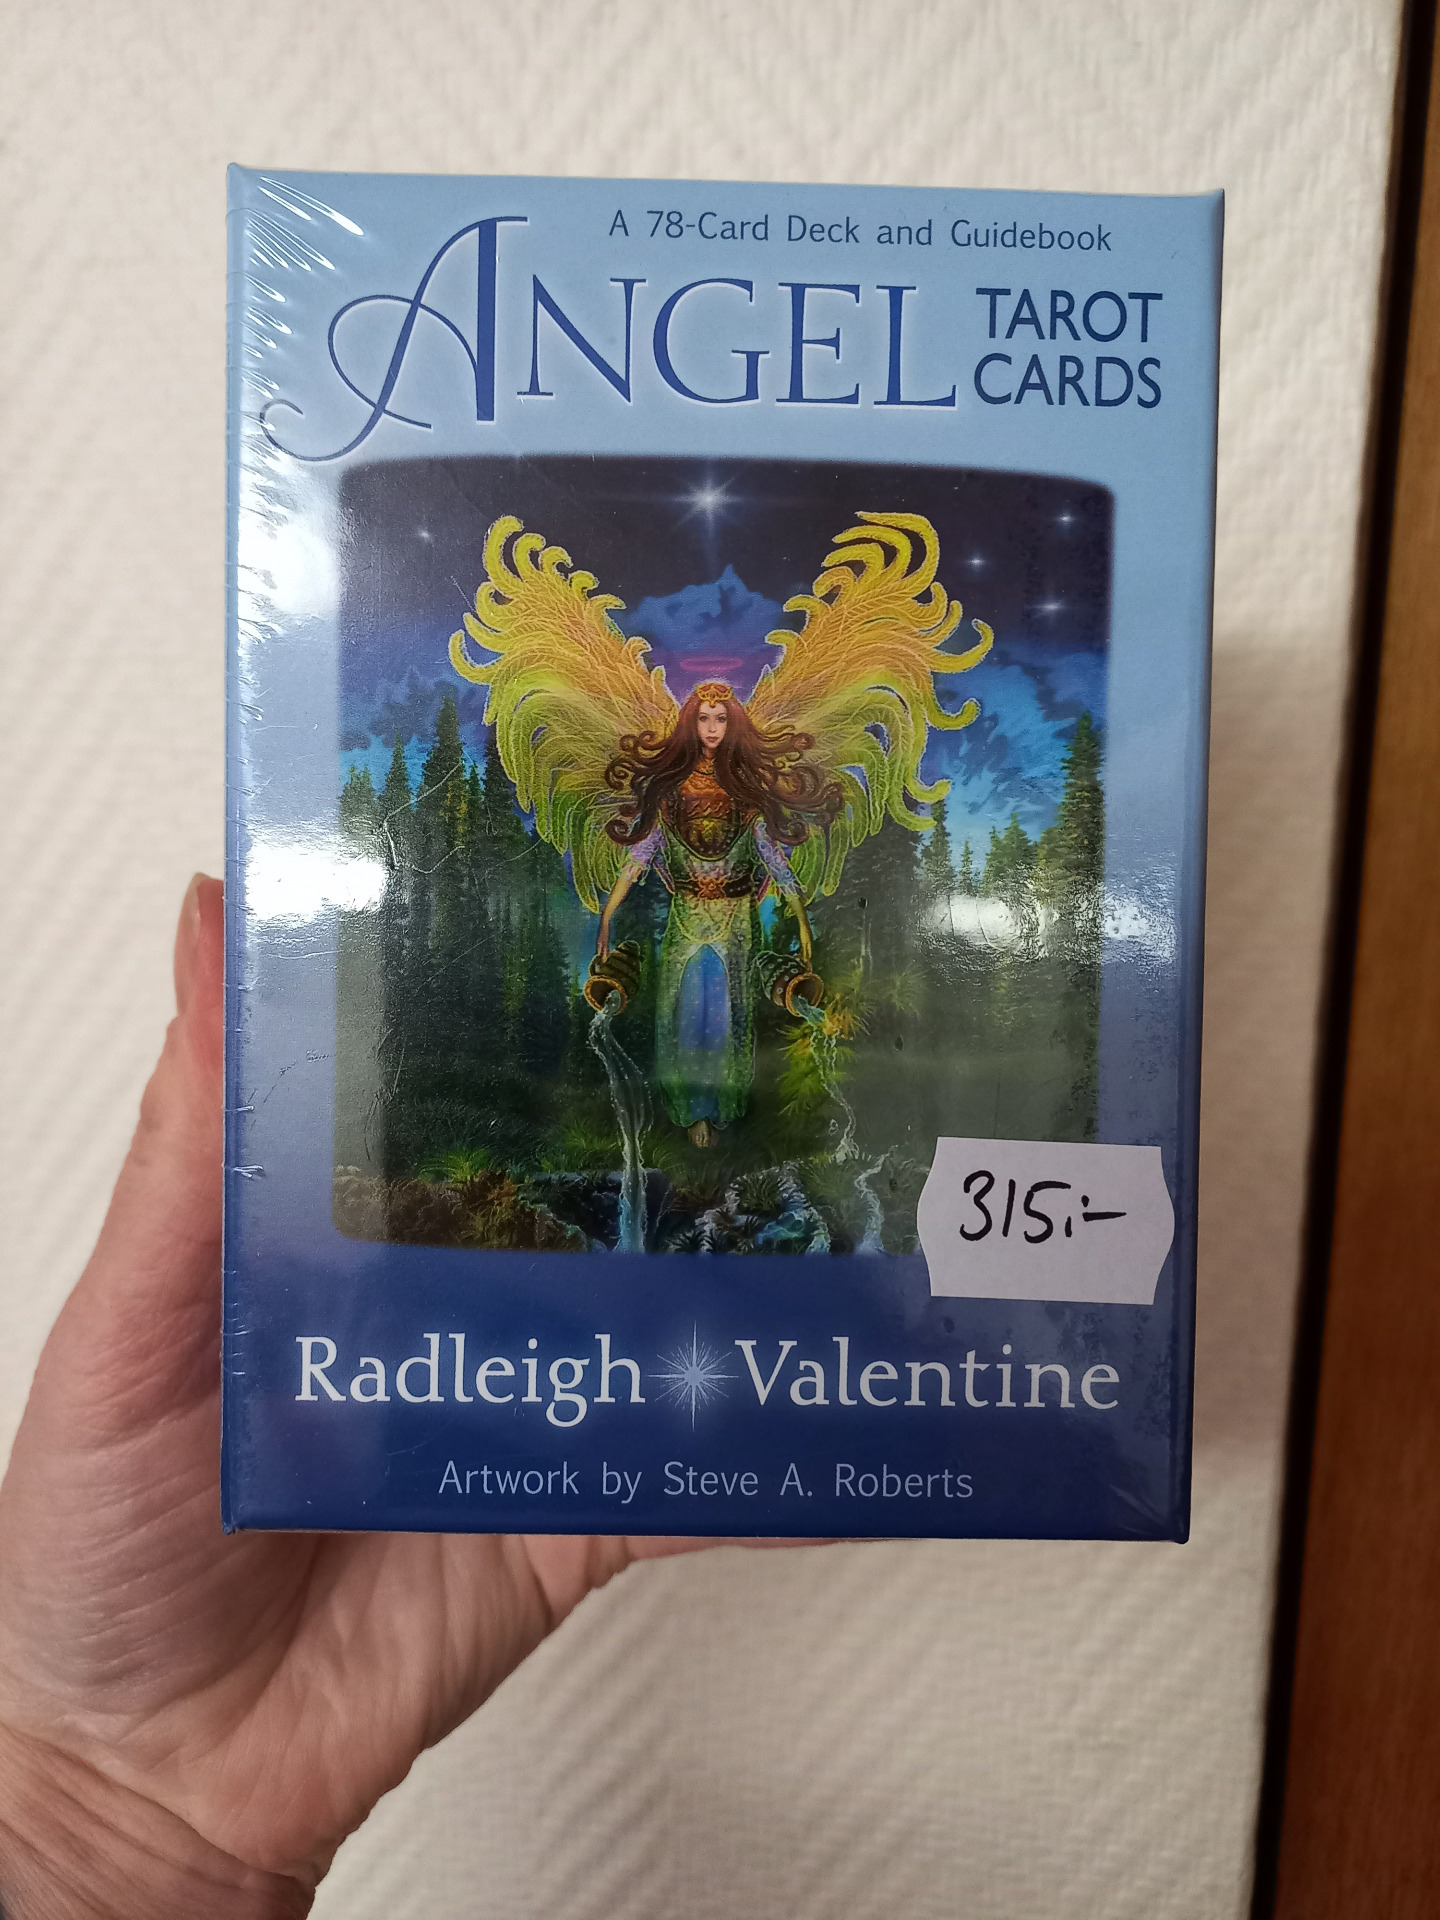 A 78-Card Deck and Guidebook
ANGEL TAROT CARDS
315:-
Radleigh Valentine
Artwork by Steve A. Roberts